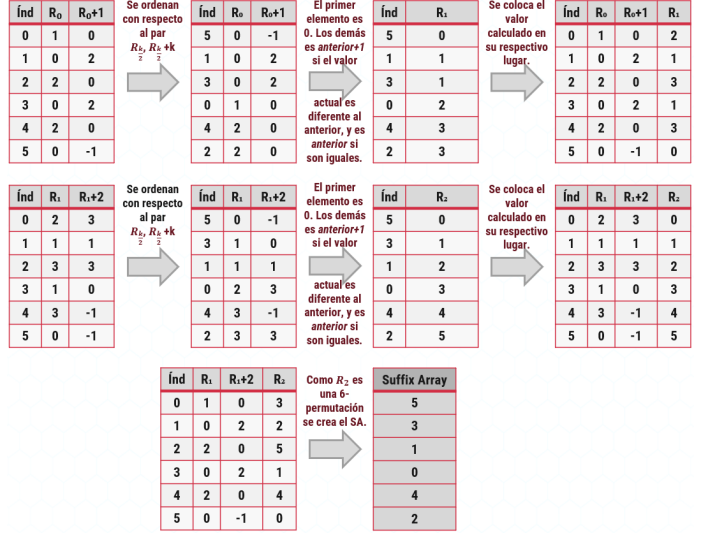 Índ R₀ R₀+1
0 1 0
1 0 2
2 2 0
3 0 2
4 2 0
5 0 -1
Se ordenan
con respecto
al par
Rₖ⁄₂, Rₖ⁄₂+k
Índ R₀ R₀+1
5 0 -1
1 0 2
3 0 2
0 1 0
4 2 0
2 2 0
El primer
elemento es
0. Los demás
es anterior+1
si el valor
actual es
diferente al
anterior, y es
anterior si
son iguales.
Índ R₁
5 0
1 1
3 1
0 2
4 3
2 3
Se coloca el
valor
calculado en
su respectivo
lugar.
Índ R₀ R₀+1 R₁
0 1 0 2
1 0 2 1
2 2 0 3
3 0 2 1
4 2 0 3
5 0 -1 0
Índ R₁ R₁+2
0 2 3
1 1 1
2 3 3
3 1 0
4 3 -1
5 0 -1
Se ordenan
con respecto
al par
Rₖ⁄₂, Rₖ⁄₂+k
Índ R₁ R₁+2
5 0 -1
3 1 0
1 1 1
0 2 3
4 3 -1
2 3 3
El primer
elemento es
0. Los demás
es anterior+1
si el valor
actual es
diferente al
anterior, y es
anterior si
son iguales.
Índ R₂
5 0
3 1
1 2
0 3
4 4
2 5
Se coloca el
valor
calculado en
su respectivo
lugar.
Índ R₁ R₁+2 R₂
0 2 3 0
1 1 1 1
2 3 3 2
3 1 0 3
4 3 -1 4
5 0 -1 5
Índ R₁ R₁+2 R₂
0 1 0 3
1 0 2 2
2 2 0 5
3 0 2 1
4 2 0 4
5 0 -1 0
Como R₂ es
una 6-
permutación
se crea el SA.
Suffix Array
5
3
1
0
4
2